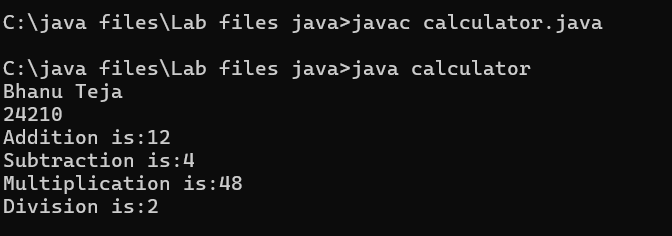 C:\java files\Lab files java>javac calculator.java
C:\java files\Lab files java>java calculator
Bhanu Teja
24210
Addition is:12
Subtraction is:4
Multiplication is:48
Division is:2